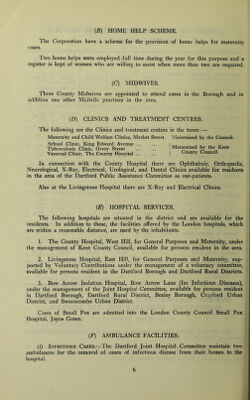 (B) HOME HELP SCHEME.
The Corporation have a scheme for the provision of home helps for maternity
cases.
Two home helps were employed full time during the year for this purpose and a
register is kept of women who are willing to assist when more than two are required.
(C) MIDWIVES.
Three County Midwives are appointed to attend cases in the Borough and in
addition one other Midwife practises in the area.
(D) CLINICS AND TREATMENT CENTRES.
The following are the Clinics and treatment centres in the town:—
Maternity and Child Welfare Clinics, Market Street. Maintained by the Council.
School Clinic, King Edward Avenue ... ...
Tuberculosis Clinic, Overy Street ... ... Maintained by the Kent
Venereal Clinic, The County Hospital ... ... County Council.
In connection with the County Hospital there are Ophthalmic, Orthopædic,
Neurological, X-Ray, Electrical, Urological, and Dental Clinics available for residents
in the area of the Dartford Public Assistance Committee as out-patients.
Also at the Livingstone Hospital there are X-Ray and Electrical Clinics.
(E) HOSPITAL SERVICES.
The following hospitals are situated in the district and are available for the
residents. In addition to these, the facilities offered by the London hospitals, which
are within a reasonable distance, are used by the inhabitants.
1. The County Hospital, West Hill, for General Purposes and Maternity, under
the management of Kent County Council, available for persons resident in the area.
2. Livingstone Hospital, East Hill, for General Purposes and Maternity, sup-
ported by Voluntary Contributions under the management of a voluntary committee,
available for persons resident in the Dartford Borough and Dartford Rural Districts.
3. Bow Arrow Isolation Hospital, Bow Arrow Lane (for Infectious Diseases),
under the management of the Joint Hospital Committee, available for persons resident
in Dartford Borough, Dartford Rural District, Bexley Borough, Crayford Urban
District, and Swanscombe Urban District.
Cases of Small Pox are admitted into the London County Council Small Pox
Hospital, Joyce Green.
(F) AMBULANCE FACILITIES.
(i) INFECTIOUS CASES.—The Dartford Joint Hospital Committee maintain two
ambulances for the removal of cases of infectious disease from their homes to the
hospital.
6